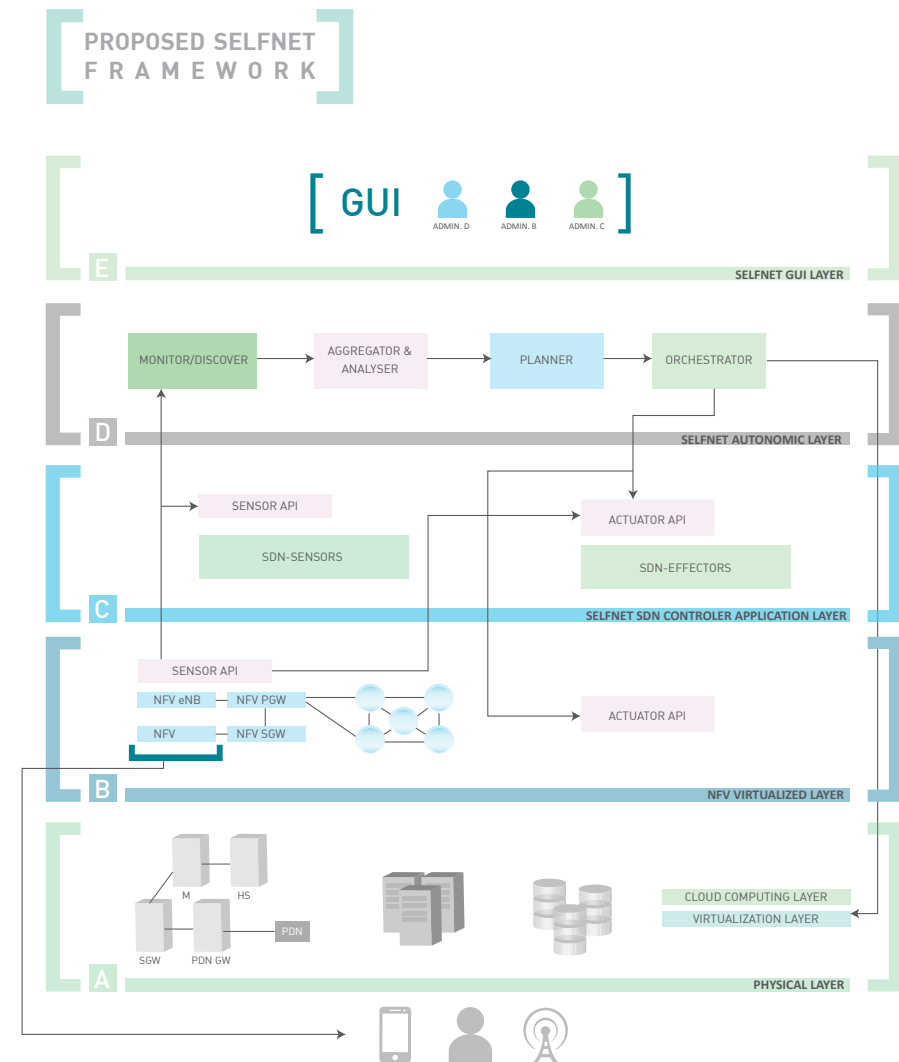 PROPOSED SELFNET
FRAMEWORK
GUI
ADMIN. D
ADMIN. B
ADMIN. C
E
SELFNET GUI LAYER
MONITOR/DISCOVER
AGGREGATOR &
ANALYSER
PLANNER
ORCHESTRATOR
D
SELFNET AUTONOMIC LAYER
SENSOR API
ACTUATOR API
SDN-SENSORS
SDN-EFFECTORS
C
SELFNET SDN CONTROLER APPLICATION LAYER
SENSOR API
NFV eNB
NFV PGW
ACTUATOR API
NFV
NFV SGW
B
NFV VIRTUALIZED LAYER
M
HS
CLOUD COMPUTING LAYER
VIRTUALIZATION LAYER
PDN
SGW
PDN GW
A
PHYSICAL LAYER